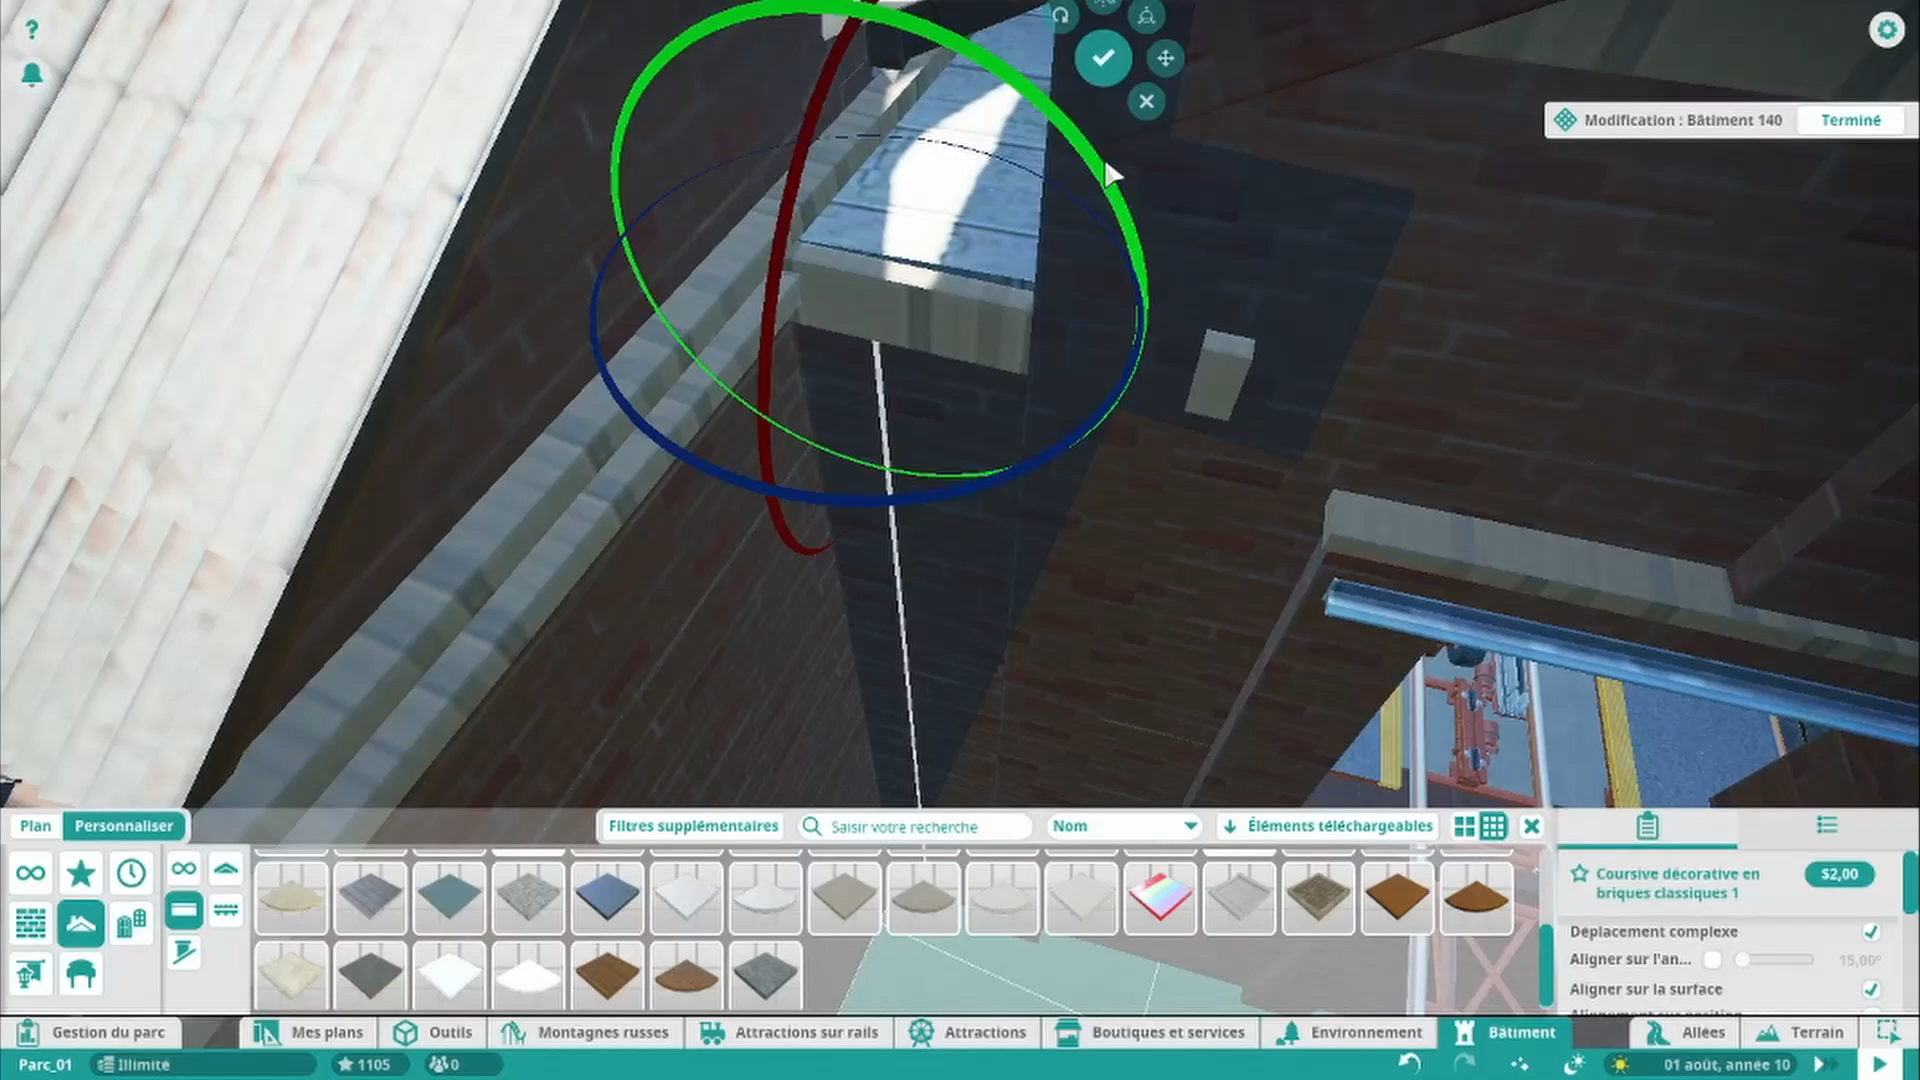 ?
Modification : Bâtiment 140
Terminé
Plan
Personnaliser
Filtres supplémentaires
Saisir votre recherche
Nom
Éléments téléchargeables
Coursive décorative en
briques classiques 1
$2,00
Déplacement complexe
Aligner sur l'an...
15,00°
Aligner sur la surface
Gestion du parc
Mes plans
Outils
Montagnes russes
Attractions sur rails
Attractions
Boutiques et services
Environnement
Bâtiment
Allées
Terrain
Parc_01
Illimité
1105
0
01 août, année 10